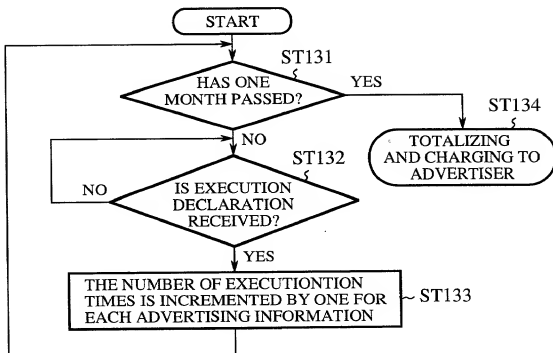 START
ST131
HAS ONE
MONTH PASSED?
YES
ST134
TOTALIZING
AND CHARGING TO
ADVERTISER
NO
ST132
NO
IS EXECUTION
DECLARATION
RECEIVED?
YES
THE NUMBER OF EXECUTIONTION
TIMES IS INCREMENTED BY ONE FOR
EACH ADVERTISING INFORMATION
ST133